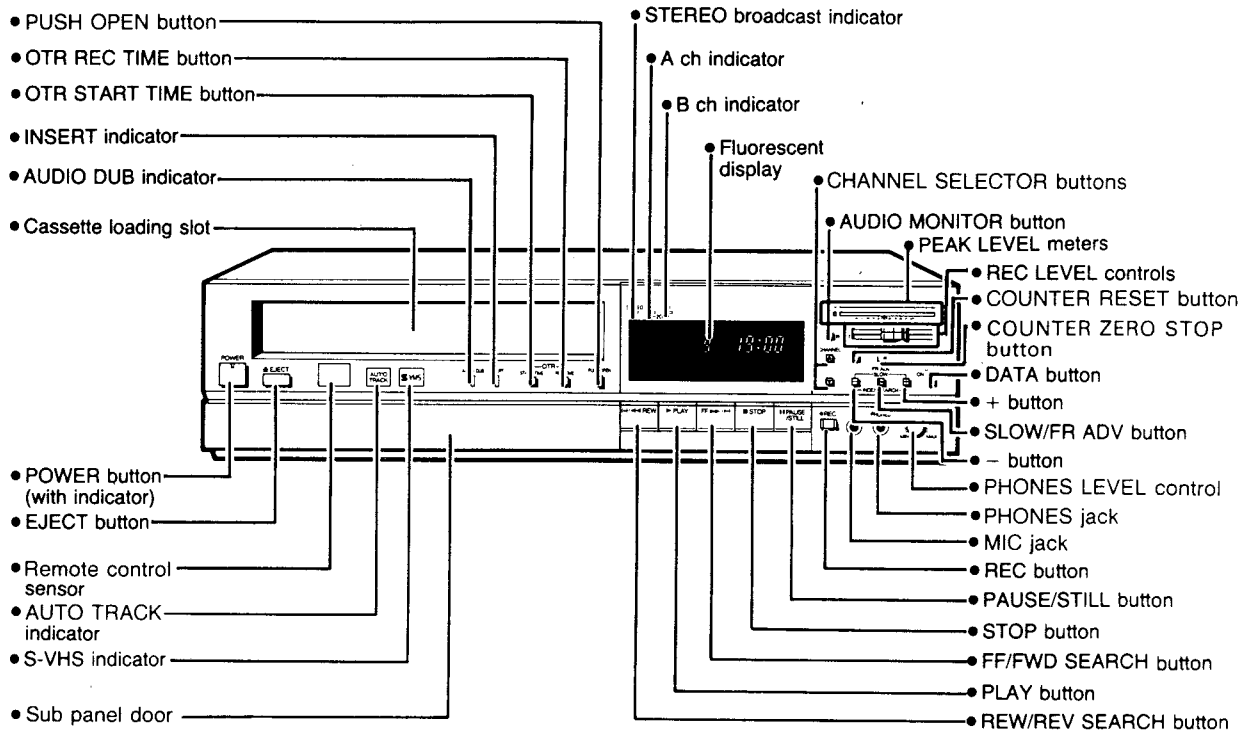 ● PUSH OPEN button
● OTR REC TIME button
● OTR START TIME button
● INSERT indicator
● AUDIO DUB indicator
● Cassette loading slot
● STEREO broadcast indicator
● A ch indicator
● B ch indicator
● Fluorescent
display
● CHANNEL SELECTOR buttons
● AUDIO MONITOR button
● PEAK LEVEL meters
● REC LEVEL controls
● COUNTER RESET button
● COUNTER ZERO STOP
button
● DATA button
● + button
● SLOW/FR ADV button
● − button
● PHONES LEVEL control
● PHONES jack
● MIC jack
● REC button
● PAUSE/STILL button
● STOP button
● FF/FWD SEARCH button
● PLAY button
● REW/REV SEARCH button
● POWER button
(with indicator)
● EJECT button
● Remote control
sensor
● AUTO TRACK
indicator
● S-VHS indicator
● Sub panel door
POWER
EJECT
AUTO
TRACK
S VHS
OTR
19:00
CHANNEL
SLOW
REW
PLAY
FF
STOP
PAUSE
/STILL
REC